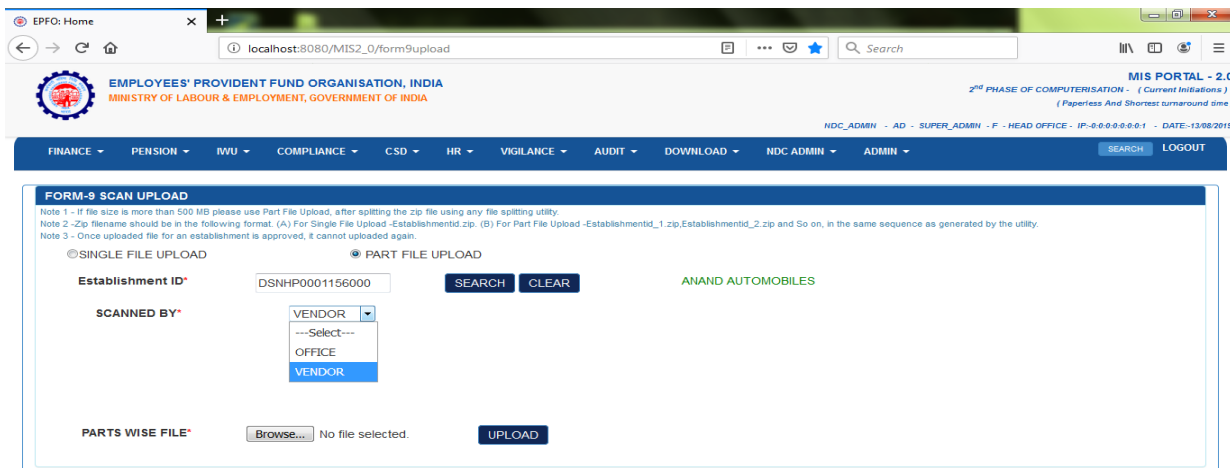 EPFO: Home
localhost:8080/MIS2_0/form9upload
Search
EMPLOYEES' PROVIDENT FUND ORGANISATION, INDIA
MINISTRY OF LABOUR & EMPLOYMENT, GOVERNMENT OF INDIA
MIS PORTAL - 2.0
2nd PHASE OF COMPUTERISATION - ( Current Initiations )
( Paperless And Shortest turnaround time
NDC_ADMIN - AD - SUPER_ADMIN - F - HEAD OFFICE - IP:-0:0:0:0:0:0:0:1 - DATE:-13/08/2019
FINANCE PENSION IWU COMPLIANCE CSD HR VIGILANCE AUDIT DOWNLOAD NDC ADMIN ADMIN SEARCH LOGOUT
FORM-9 SCAN UPLOAD
Note 1 - If file size is more than 500 MB please use Part File Upload, after splitting the zip file using any file splitting utility.
Note 2 -Zip filename should be in the following format. (A) For Single File Upload -Establishmentid.zip. (B) For Part File Upload -Establishmentid_1.zip,Establishmentid_2.zip and So on, in the same sequence as generated by the utility.
Note 3 - Once uploaded file for an establishment is approved, it cannot uploaded again.
SINGLE FILE UPLOAD PART FILE UPLOAD
Establishment ID* DSNHP0001156000 SEARCH CLEAR ANAND AUTOMOBILES
SCANNED BY* VENDOR
---Select---
OFFICE
VENDOR
PARTS WISE FILE* Browse... No file selected. UPLOAD